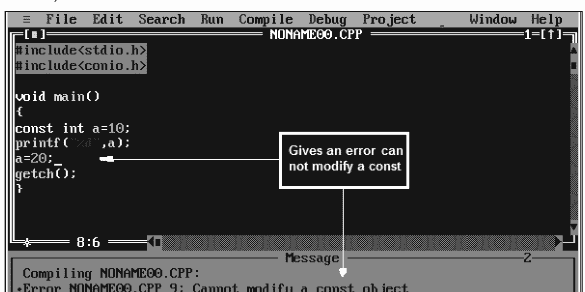 ≡ File Edit Search Run Compile Debug Project Window Help
[■] NONAME00.CPP 1=[↑]
#include<stdio.h>
#include<conio.h>
void main()
{
const int a=10;
printf("%d",a);
a=20;_
getch();
}
Gives an error can
not modify a const
8:6
Message 2
Compiling NONAME00.CPP:
•Error NONAME00.CPP 9: Cannot modify a const object